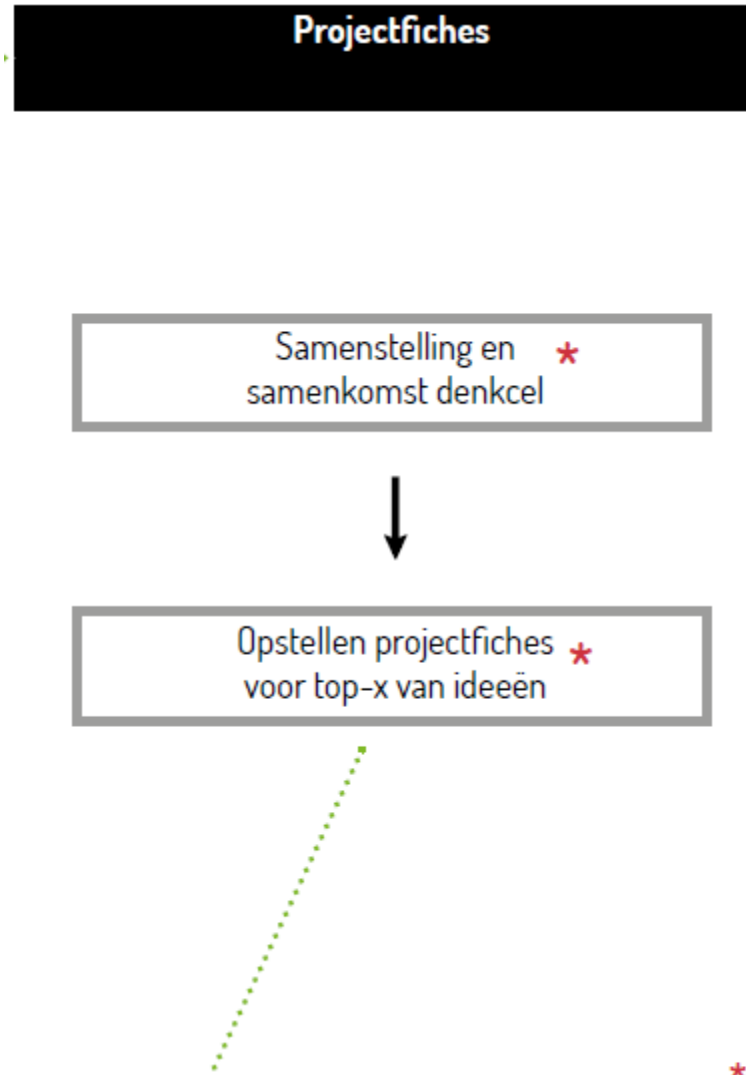 Projectfiches
Samenstelling en *
samenkomst denkcel
Opstellen projectfiches *
voor top-x van ideeën
*